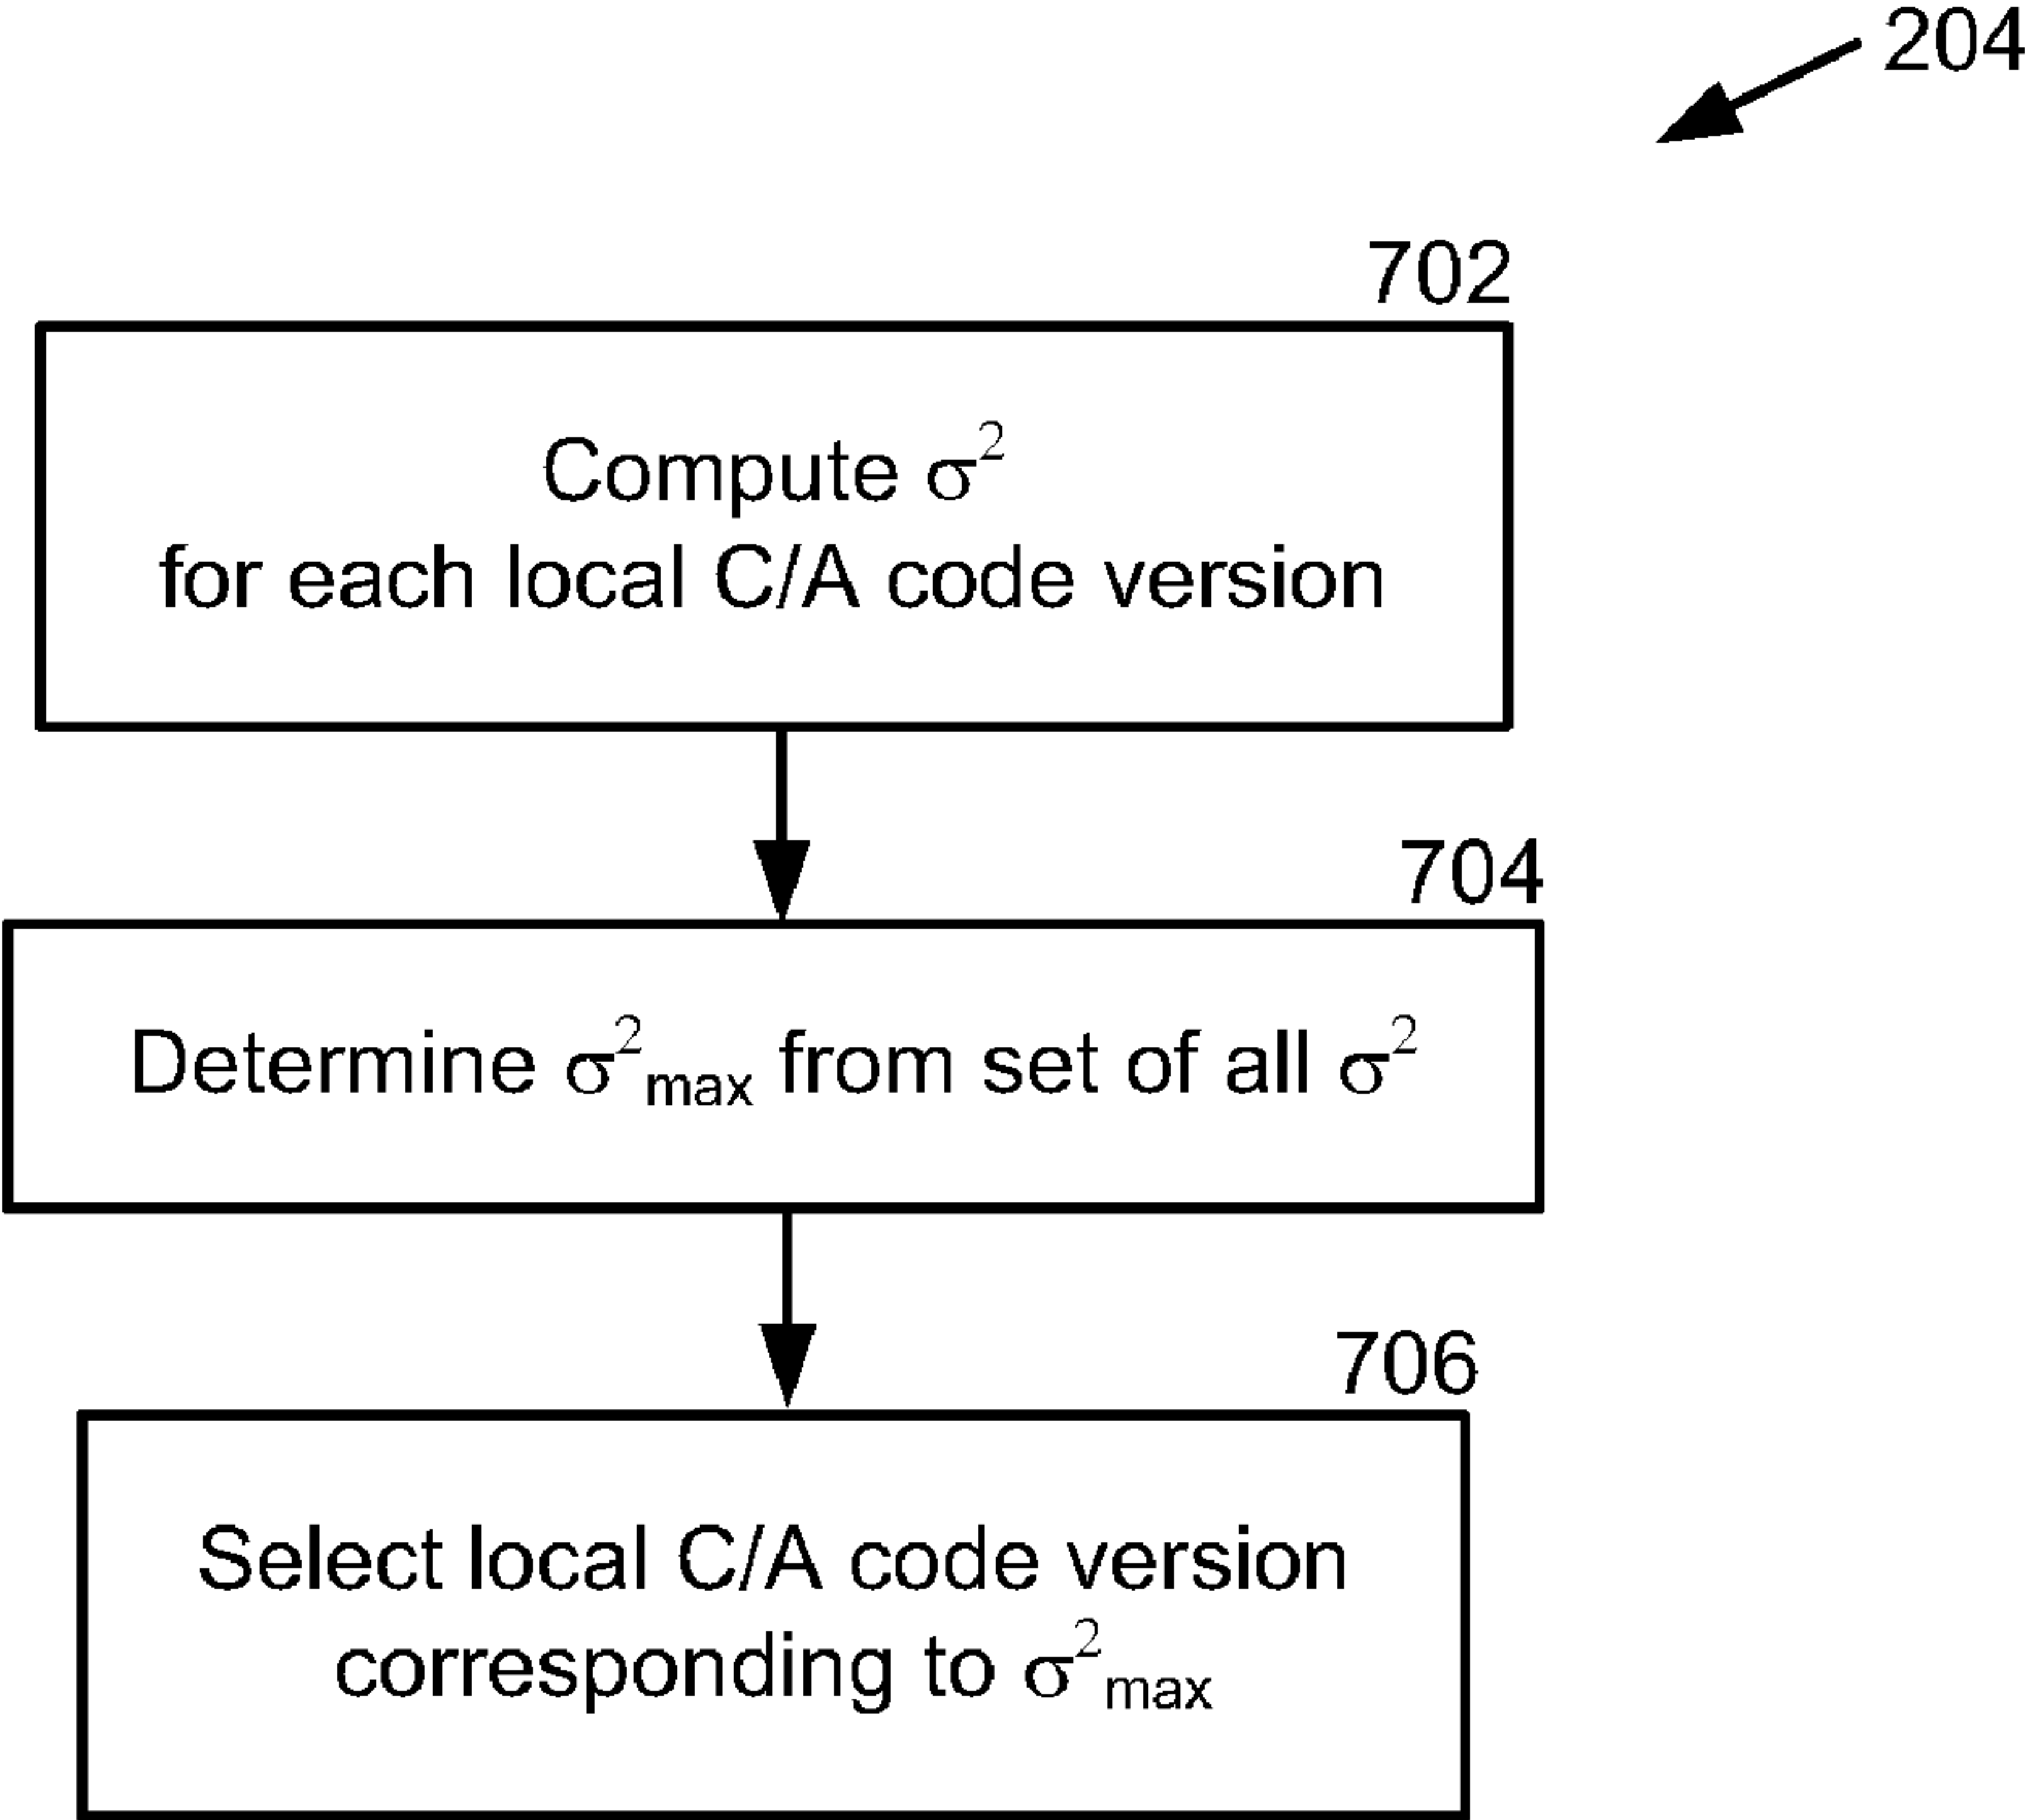 204
702
Compute σ²
for each local C/A code version
704
Determine σ²max from set of all σ²
706
Select local C/A code version
corresponding to σ²max